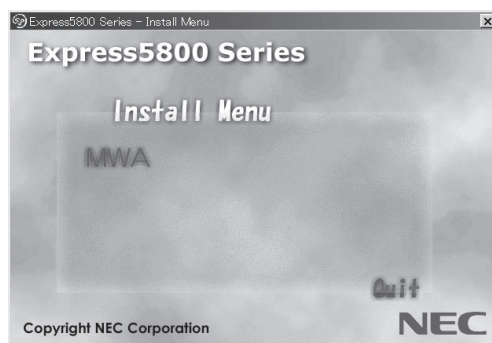 Express5800 Series - Install Menu
Express5800 Series
Install Menu
MWA
Quit
Copyright NEC Corporation
NEC